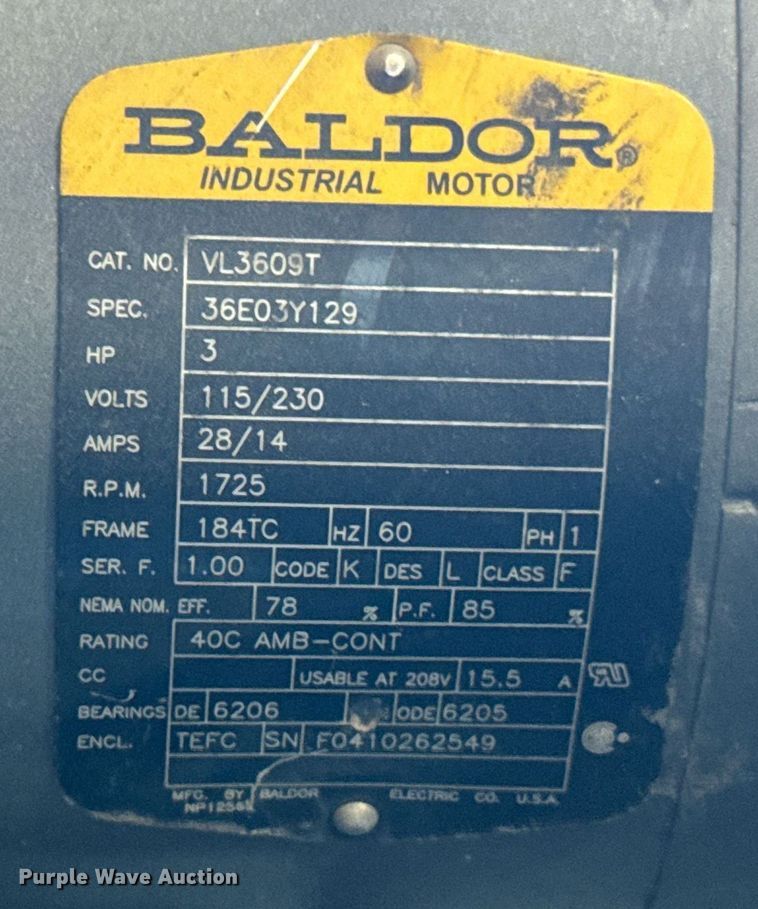 BALDOR®
INDUSTRIAL MOTOR
CAT. NO. VL3609T
SPEC. 36E03Y129
HP 3
VOLTS 115/230
AMPS 28/14
R.P.M. 1725
FRAME 184TC HZ 60 PH 1
SER. F. 1.00 CODE K DES L CLASS F
NEMA NOM. EFF. 78 % P.F. 85 %
RATING 40C AMB-CONT
CC USABLE AT 208V 15.5 A
BEARINGS DE 6206 ODE 6205
ENCL. TEFC SN F0410262549
MFG. BY BALDOR ELECTRIC CO. U.S.A.
Purple Wave Auction